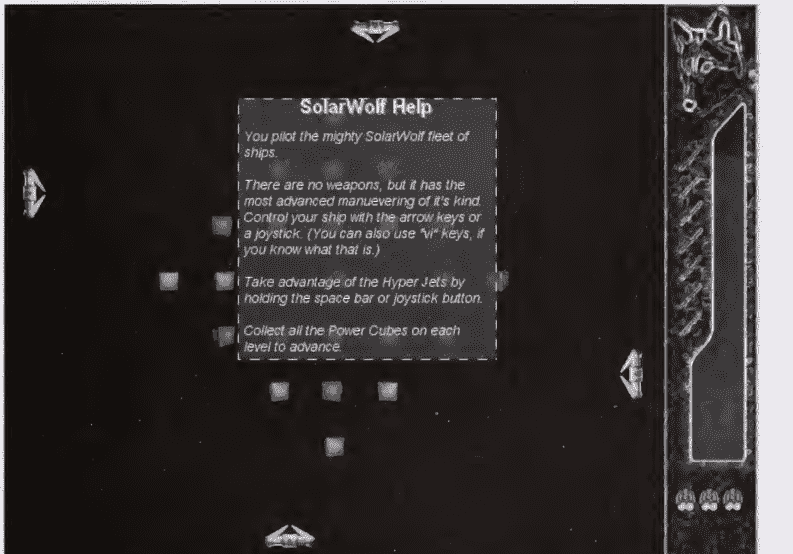 SolarWolf Help
You pilot the mighty SolarWolf fleet of
ships.
There are no weapons, but it has the
most advanced manuevering of it's kind.
Control your ship with the arrow keys or
a joystick. (You can also use "vi" keys, if
you know what that is.)
Take advantage of the Hyper Jets by
holding the space bar or joystick button.
Collect all the Power Cubes on each
level to advance.